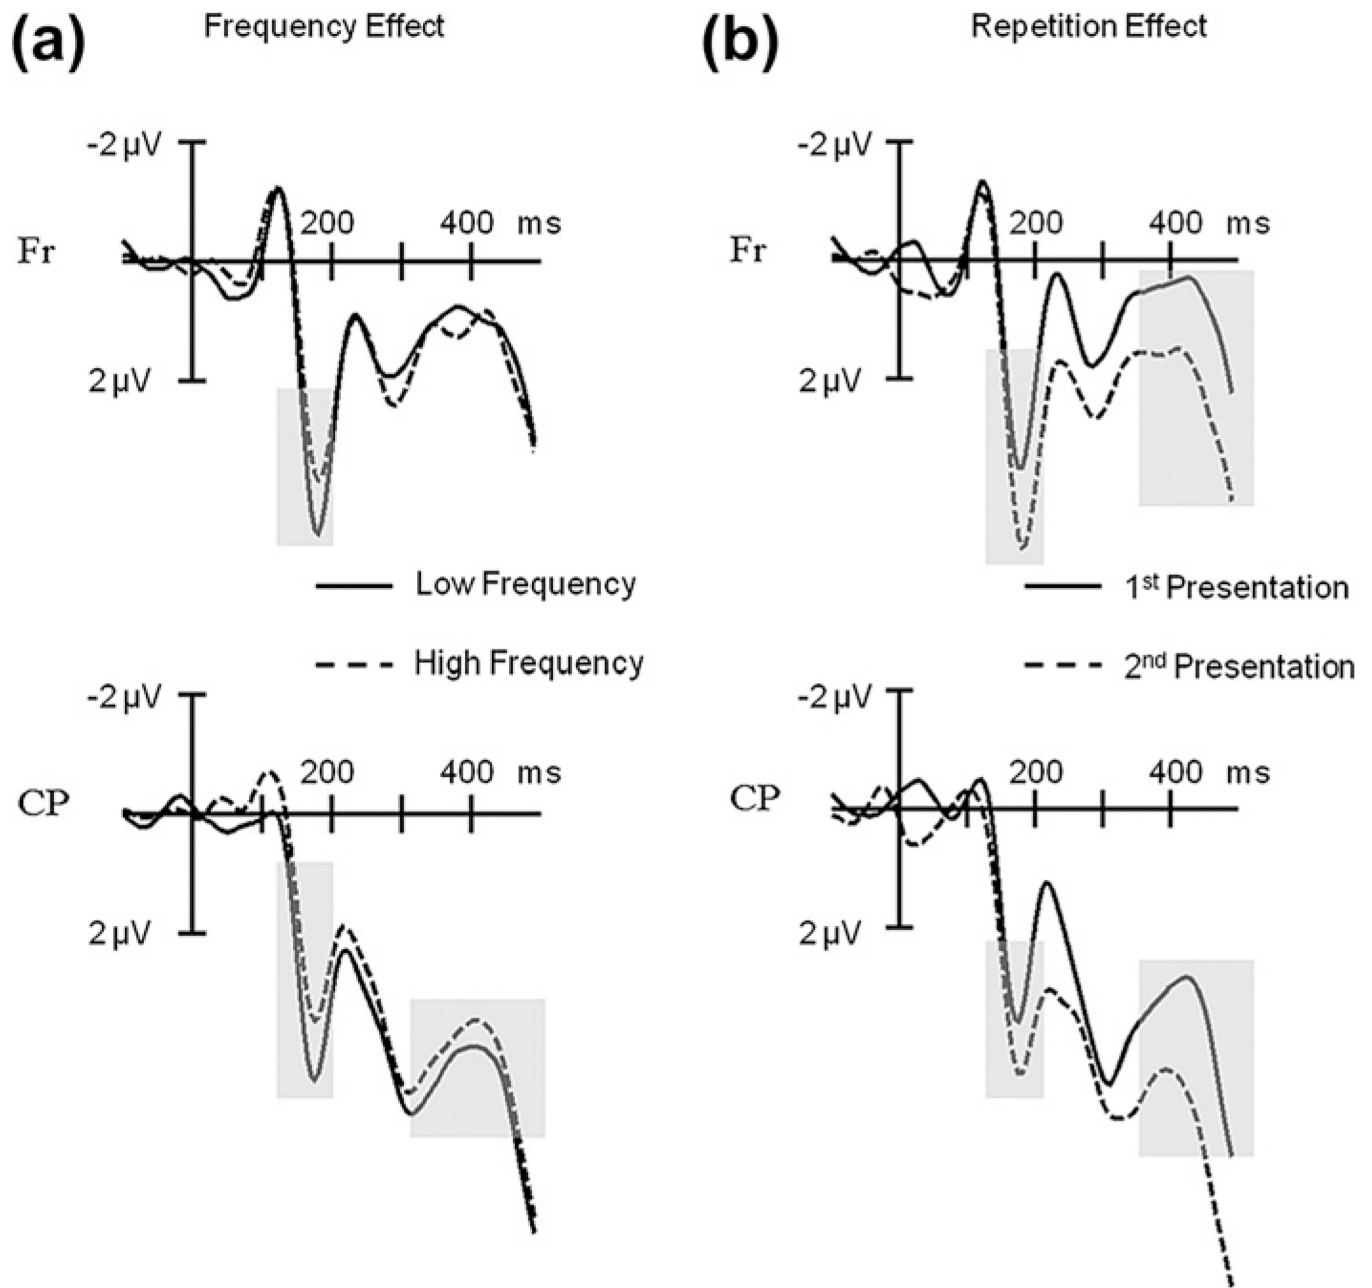 (a) Frequency Effect
-2 µV
200 400 ms
Fr
2 µV
Low Frequency
High Frequency
-2 µV
200 400 ms
CP
2 µV
(b) Repetition Effect
-2 µV
200 400 ms
Fr
2 µV
1st Presentation
2nd Presentation
-2 µV
200 400 ms
CP
2 µV